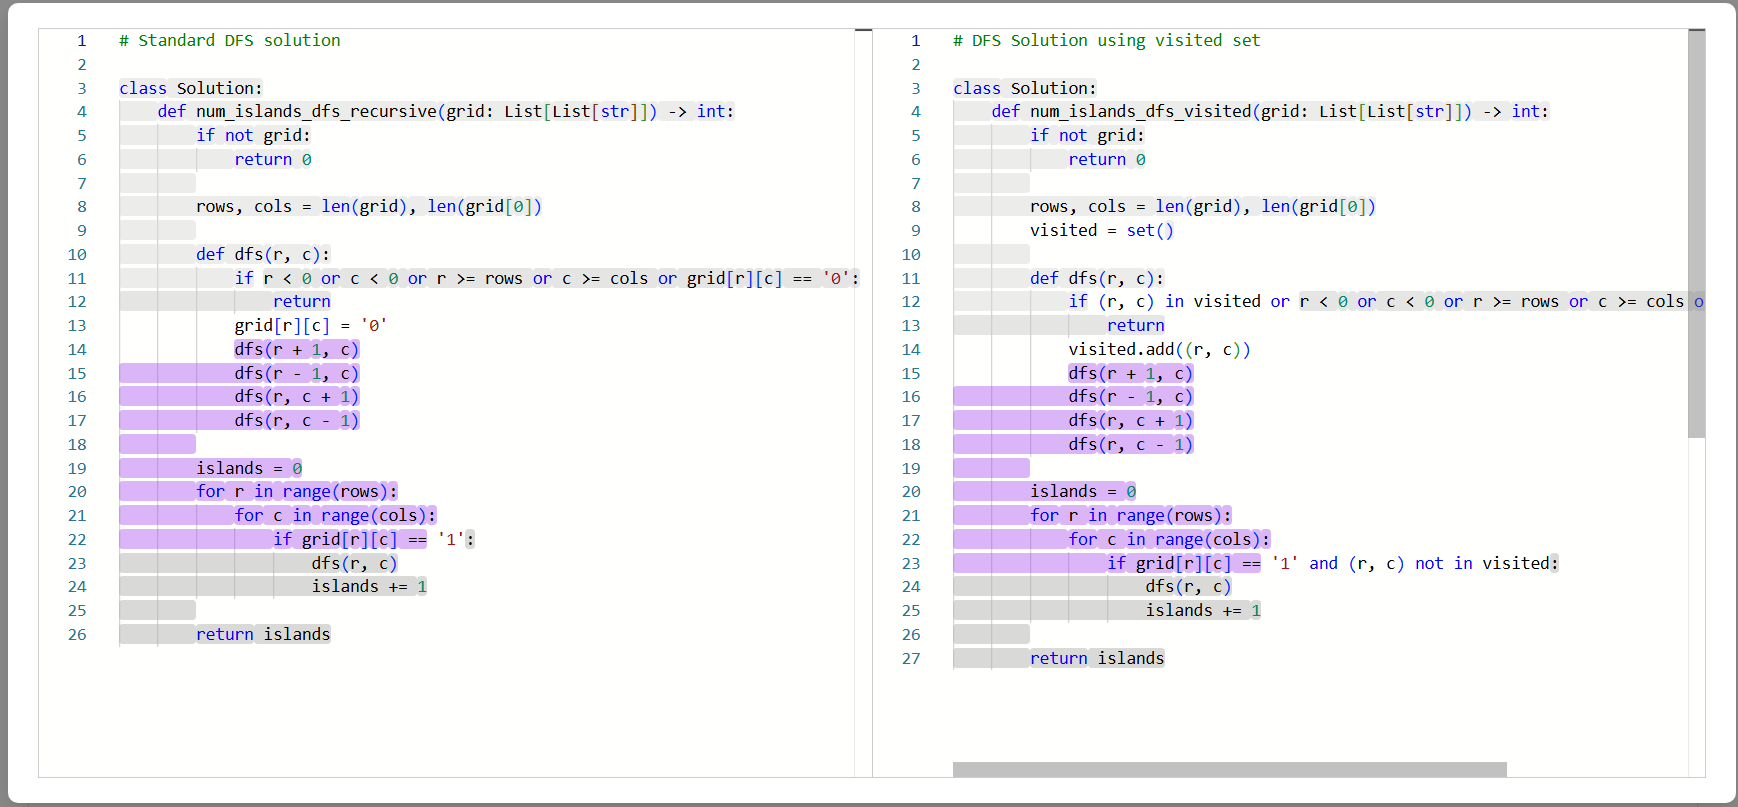 1 # Standard DFS solution
2
3 class Solution:
4     def num_islands_dfs_recursive(grid: List[List[str]]) -> int:
5         if not grid:
6             return 0
7
8         rows, cols = len(grid), len(grid[0])
9
10         def dfs(r, c):
11             if r < 0 or c < 0 or r >= rows or c >= cols or grid[r][c] == '0':
12                 return
13             grid[r][c] = '0'
14             dfs(r + 1, c)
15             dfs(r - 1, c)
16             dfs(r, c + 1)
17             dfs(r, c - 1)
18
19         islands = 0
20         for r in range(rows):
21             for c in range(cols):
22                 if grid[r][c] == '1':
23                     dfs(r, c)
24                     islands += 1
25
26         return islands
1 # DFS Solution using visited set
2
3 class Solution:
4     def num_islands_dfs_visited(grid: List[List[str]]) -> int:
5         if not grid:
6             return 0
7
8         rows, cols = len(grid), len(grid[0])
9         visited = set()
10
11         def dfs(r, c):
12             if (r, c) in visited or r < 0 or c < 0 or r >= rows or c >= cols o
13                 return
14             visited.add((r, c))
15             dfs(r + 1, c)
16             dfs(r - 1, c)
17             dfs(r, c + 1)
18             dfs(r, c - 1)
19
20         islands = 0
21         for r in range(rows):
22             for c in range(cols):
23                 if grid[r][c] == '1' and (r, c) not in visited:
24                     dfs(r, c)
25                     islands += 1
26
27         return islands